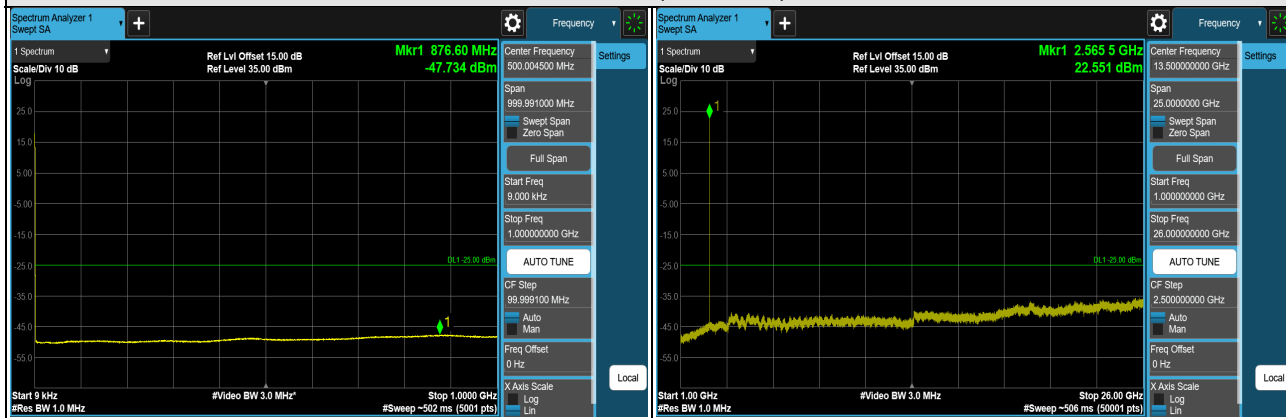 Spectrum Analyzer 1
Swept SA
Frequency
1 Spectrum
Scale/Div 10 dB
Log
Ref Lvl Offset 15.00 dB
Ref Level 35.00 dBm
Mkr1 876.60 MHz
-47.734 dBm
25.0
15.0
5.00
-5.00
-15.0
-25.0
-35.0
-45.0
-55.0
DL1 -25.00 dBm
1
Start 9 kHz
#Res BW 1.0 MHz
#Video BW 3.0 MHz*
Stop 1.0000 GHz
#Sweep ~502 ms (5001 pts)
Center Frequency
500.004500 MHz
Settings
Span
999.991000 MHz
Swept Span
Zero Span
Full Span
Start Freq
9.000 kHz
Stop Freq
1.000000000 GHz
AUTO TUNE
CF Step
99.999100 MHz
Auto
Man
Freq Offset
0 Hz
X Axis Scale
Log
Lin
Local
Spectrum Analyzer 1
Swept SA
Frequency
1 Spectrum
Scale/Div 10 dB
Log
Ref Lvl Offset 15.00 dB
Ref Level 35.00 dBm
Mkr1 2.565 5 GHz
22.551 dBm
1
25.0
15.0
5.00
-5.00
-15.0
-25.0
-35.0
-45.0
-55.0
DL1 -25.00 dBm
Start 1.00 GHz
#Res BW 1.0 MHz
#Video BW 3.0 MHz
Stop 26.00 GHz
#Sweep ~506 ms (50001 pts)
Center Frequency
13.50000000 GHz
Settings
Span
25.0000000 GHz
Swept Span
Zero Span
Full Span
Start Freq
1.000000000 GHz
Stop Freq
26.000000000 GHz
AUTO TUNE
CF Step
2.500000000 GHz
Auto
Man
Freq Offset
0 Hz
X Axis Scale
Log
Lin
Local